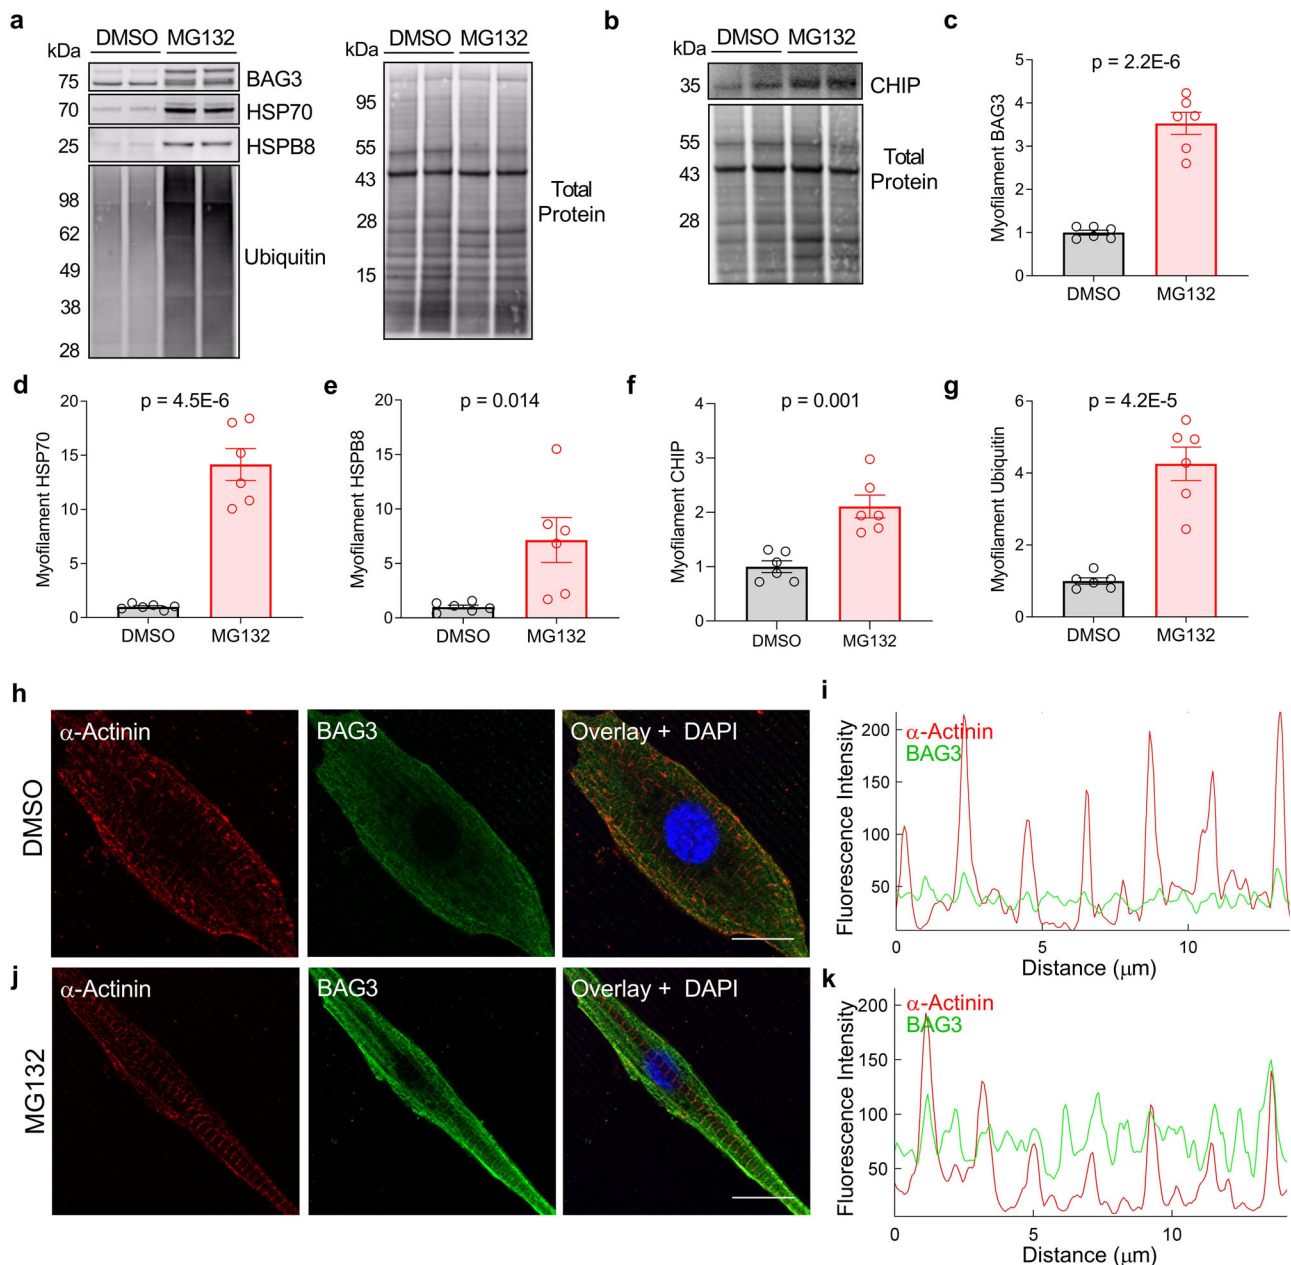 a
kDa
DMSO MG132
75
BAG3
70
HSP70
25
HSPB8
98
62
49
38
28
Ubiquitin
kDa
DMSO MG132
95
55
43
28
15
Total
Protein
b
kDa
DMSO MG132
35
CHIP
55
43
28
Total
Protein
c
p = 2.2E-6
Myofilament BAG3
5
4
3
2
1
0
DMSO MG132
d
p = 4.5E-6
Myofilament HSP70
20
15
10
5
0
DMSO MG132
e
p = 0.014
Myofilament HSPB8
20
15
10
5
0
DMSO MG132
f
p = 0.001
Myofilament CHIP
4
3
2
1
0
DMSO MG132
g
p = 4.2E-5
Myofilament Ubiquitin
6
4
2
0
DMSO MG132
h
DMSO
α-Actinin
BAG3
Overlay + DAPI
i
α-Actinin
BAG3
Fluorescence Intensity
200
150
100
50
0 5 10
Distance (μm)
j
MG132
α-Actinin
BAG3
Overlay + DAPI
k
α-Actinin
BAG3
Fluorescence Intensity
200
150
100
50
0 5 10
Distance (μm)